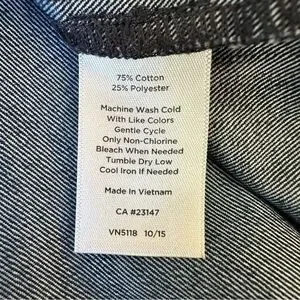 75% Cotton
25% Polyester
Machine Wash Cold
With Like Colors
Gentle Cycle
Only Non-Chlorine
Bleach When Needed
Tumble Dry Low
Cool Iron If Needed
Made In Vietnam
CA #23147
VN5118 10/15